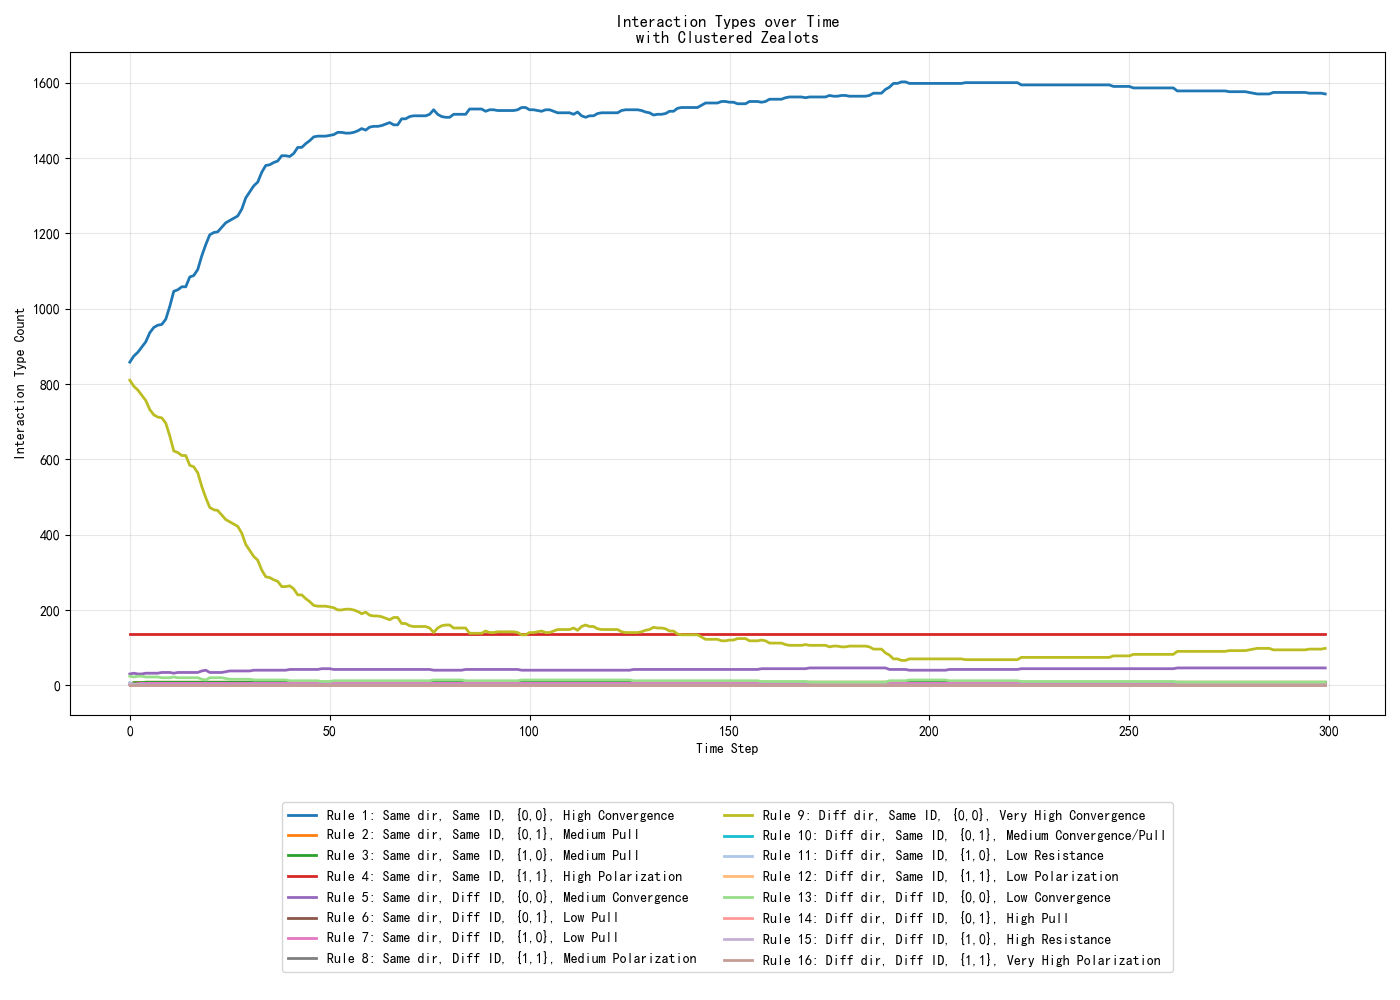 Interaction Types over Time
with Clustered Zealots
Interaction Type Count
1600
1400
1200
1000
800
600
400
200
0
0
50
100
150
200
250
300
Time Step
Rule 1: Same dir, Same ID, {0,0}, High Convergence
Rule 2: Same dir, Same ID, {0,1}, Medium Pull
Rule 3: Same dir, Same ID, {1,0}, Medium Pull
Rule 4: Same dir, Same ID, {1,1}, High Polarization
Rule 5: Same dir, Diff ID, {0,0}, Medium Convergence
Rule 6: Same dir, Diff ID, {0,1}, Low Pull
Rule 7: Same dir, Diff ID, {1,0}, Low Pull
Rule 8: Same dir, Diff ID, {1,1}, Medium Polarization
Rule 9: Diff dir, Same ID, {0,0}, Very High Convergence
Rule 10: Diff dir, Same ID, {0,1}, Medium Convergence/Pull
Rule 11: Diff dir, Same ID, {1,0}, Low Resistance
Rule 12: Diff dir, Same ID, {1,1}, Low Polarization
Rule 13: Diff dir, Diff ID, {0,0}, Low Convergence
Rule 14: Diff dir, Diff ID, {0,1}, High Pull
Rule 15: Diff dir, Diff ID, {1,0}, High Resistance
Rule 16: Diff dir, Diff ID, {1,1}, Very High Polarization